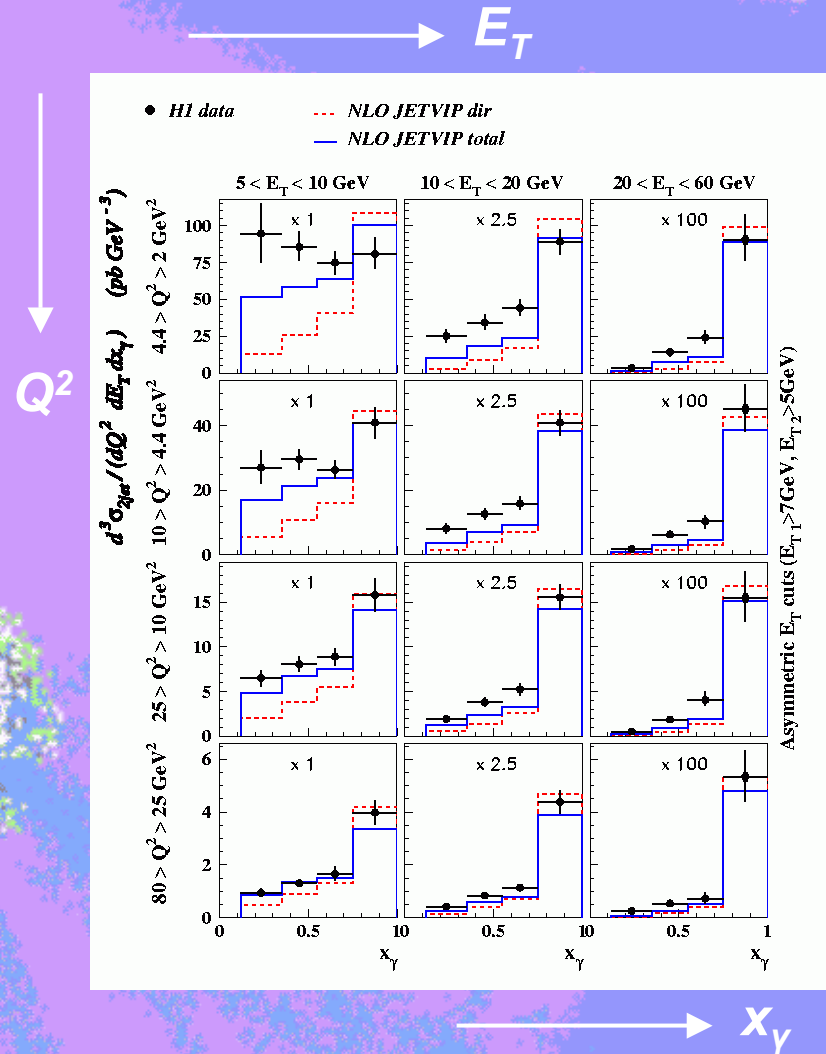 E_T
Q²
H1 data
NLO JETVIP dir
NLO JETVIP total
5 < E_T < 10 GeV
10 < E_T < 20 GeV
20 < E_T < 60 GeV
d³σ_2jet/(dQ² dE_T dx_γ) (pb GeV⁻³)
4.4 > Q² > 2 GeV²
100
75
50
25
0
x 1
x 2.5
x 100
10 > Q² > 4.4 GeV²
40
20
0
x 1
x 2.5
x 100
25 > Q² > 10 GeV²
15
10
5
0
x 1
x 2.5
x 100
80 > Q² > 25 GeV²
6
4
2
0
x 1
x 2.5
x 100
0 0.5 10 0.5 10 0.5 1
x_γ x_γ x_γ
Asymmetric E_T cuts (E_T 1>7GeV, E_T 2>5GeV)
x_γ